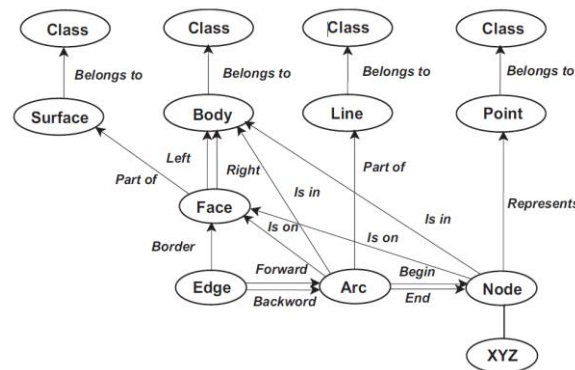 Class Class Class Class
Belongs to Belongs to Belongs to Belongs to
Surface Body Line Point
Left Right Part of
Part of Is in
Is in Represents
Face Is on Is on
Border Forward Begin
Edge Arc Node
Backword End
XYZ